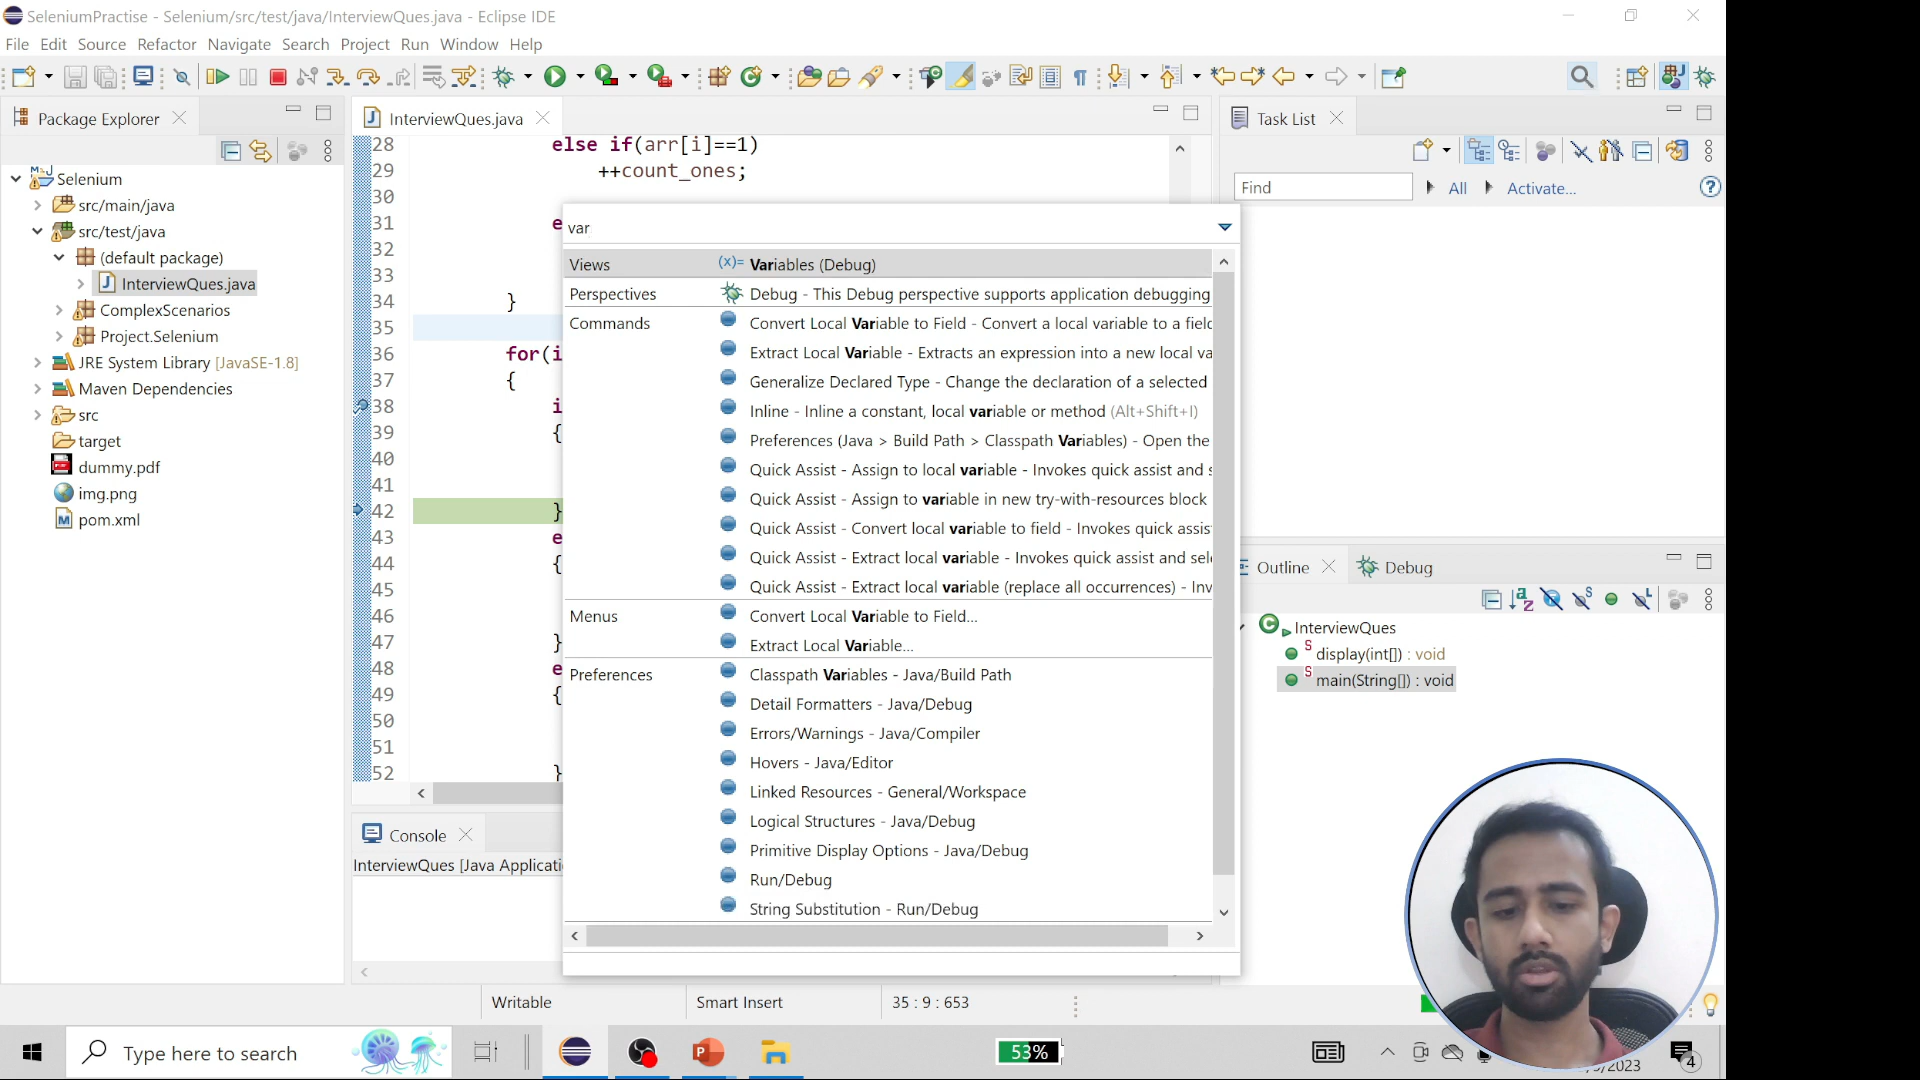 SeleniumPractise - Selenium/src/test/java/InterviewQues.java - Eclipse IDE
File Edit Source Refactor Navigate Search Project Run Window Help
Package Explorer
InterviewQues.java
Task List
Find
All
Activate...
Selenium
src/main/java
src/test/java
(default package)
InterviewQues.java
ComplexScenarios
Project.Selenium
JRE System Library [JavaSE-1.8]
Maven Dependencies
src
target
dummy.pdf
img.png
pom.xml
28 else if(arr[i]==1)
29 ++count_ones;
30
31 e
32
33
34 }
35
36 for(i
37 {
38 i
39 {
40
41
42 }
43 e
44 {
45
46
47 }
48 e
49 {
50
51
52 }
var
Views (x)= Variables (Debug)
Perspectives Debug - This Debug perspective supports application debugging
Commands Convert Local Variable to Field - Convert a local variable to a field
Extract Local Variable - Extracts an expression into a new local va
Generalize Declared Type - Change the declaration of a selected
Inline - Inline a constant, local variable or method (Alt+Shift+I)
Preferences (Java > Build Path > Classpath Variables) - Open the
Quick Assist - Assign to local variable - Invokes quick assist and s
Quick Assist - Assign to variable in new try-with-resources block
Quick Assist - Convert local variable to field - Invokes quick assis
Quick Assist - Extract local variable - Invokes quick assist and sel
Quick Assist - Extract local variable (replace all occurrences) - Inv
Menus Convert Local Variable to Field...
Extract Local Variable...
Preferences Classpath Variables - Java/Build Path
Detail Formatters - Java/Debug
Errors/Warnings - Java/Compiler
Hovers - Java/Editor
Linked Resources - General/Workspace
Logical Structures - Java/Debug
Primitive Display Options - Java/Debug
Run/Debug
String Substitution - Run/Debug
Outline
Debug
InterviewQues
display(int[]) : void
main(String[]) : void
Console
InterviewQues [Java Applicati
Writable
Smart Insert
35 : 9 : 653
Type here to search
53%
2023
4